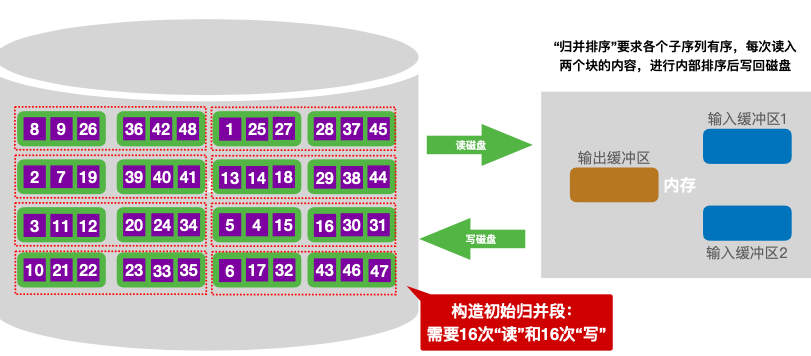 “归并排序”要求各个子序列有序，每次读入
两个块的内容，进行内部排序后写回磁盘
8 9 26 36 42 48 1 25 27 28 37 45
2 7 19 39 40 41 13 14 18 29 38 44
3 11 12 20 24 34 5 4 15 16 30 31
10 21 22 23 33 35 6 17 32 43 46 47
读磁盘
写磁盘
输入缓冲区1
输出缓冲区
内存
输入缓冲区2
构造初始归并段：
需要16次“读”和16次“写”